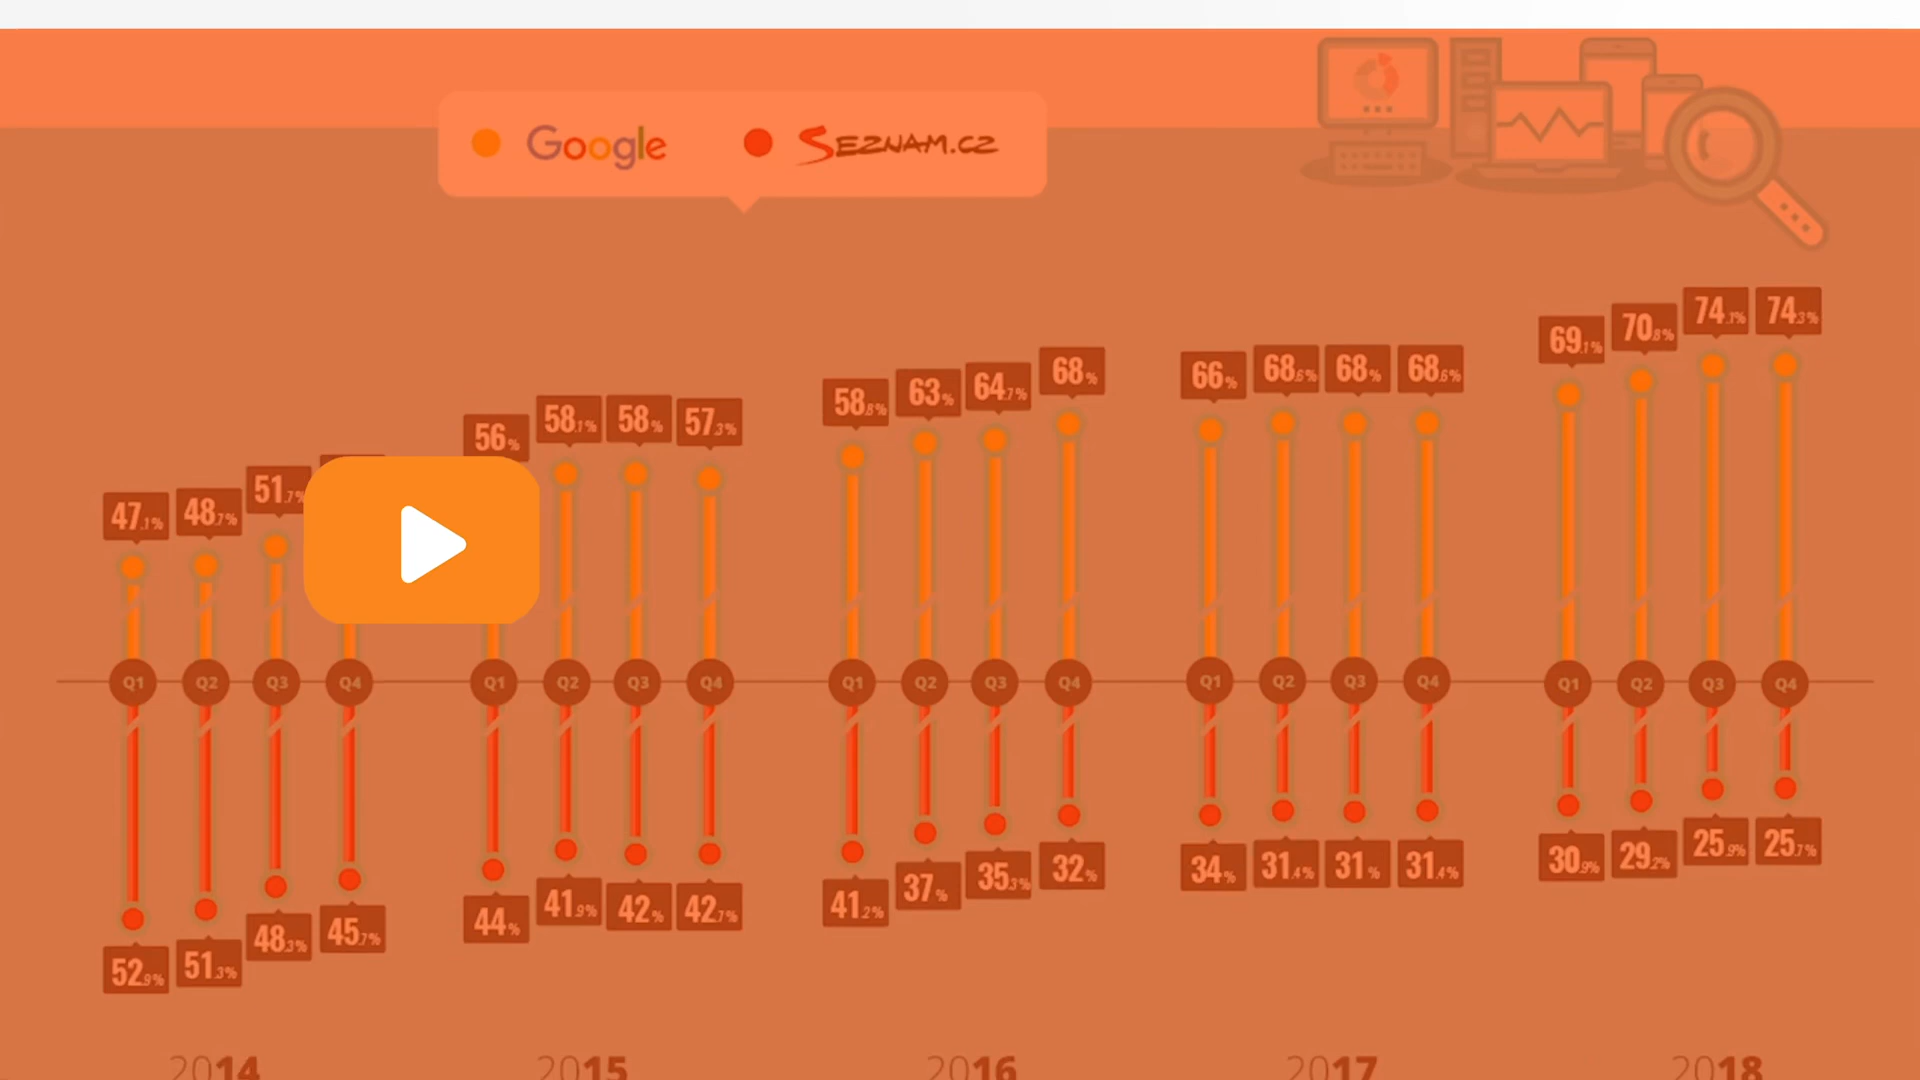 Google SEZNAM.CZ
47.1% 48.7% 51.7% 56% 58.1% 58% 57.3% 58.8% 63% 64.7% 68% 66% 68.6% 68% 68.6% 69.1% 70.8% 74.1% 74.3%
Q1 Q2 Q3 Q4 Q1 Q2 Q3 Q4 Q1 Q2 Q3 Q4 Q1 Q2 Q3 Q4 Q1 Q2 Q3 Q4
52.9% 51.3% 48.3% 45.7% 44% 41.9% 42% 42.7% 41.2% 37% 35.3% 32% 34% 31.4% 31% 31.4% 30.9% 29.2% 25.9% 25.7%
2014 2015 2016 2017 2018